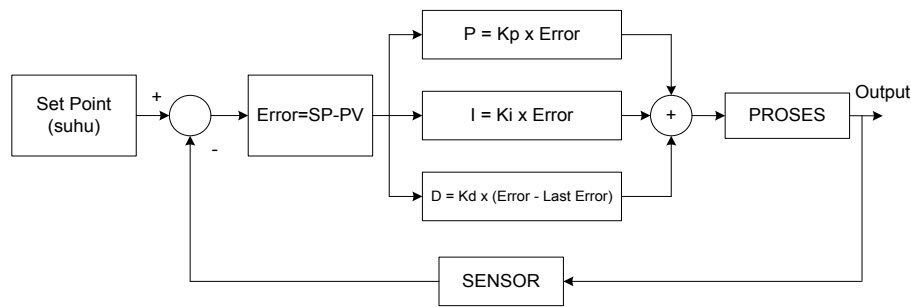 P = Kp x Error
Set Point
(suhu)
+
-
Error=SP-PV
I = Ki x Error
+
PROSES
Output
D = Kd x (Error - Last Error)
SENSOR